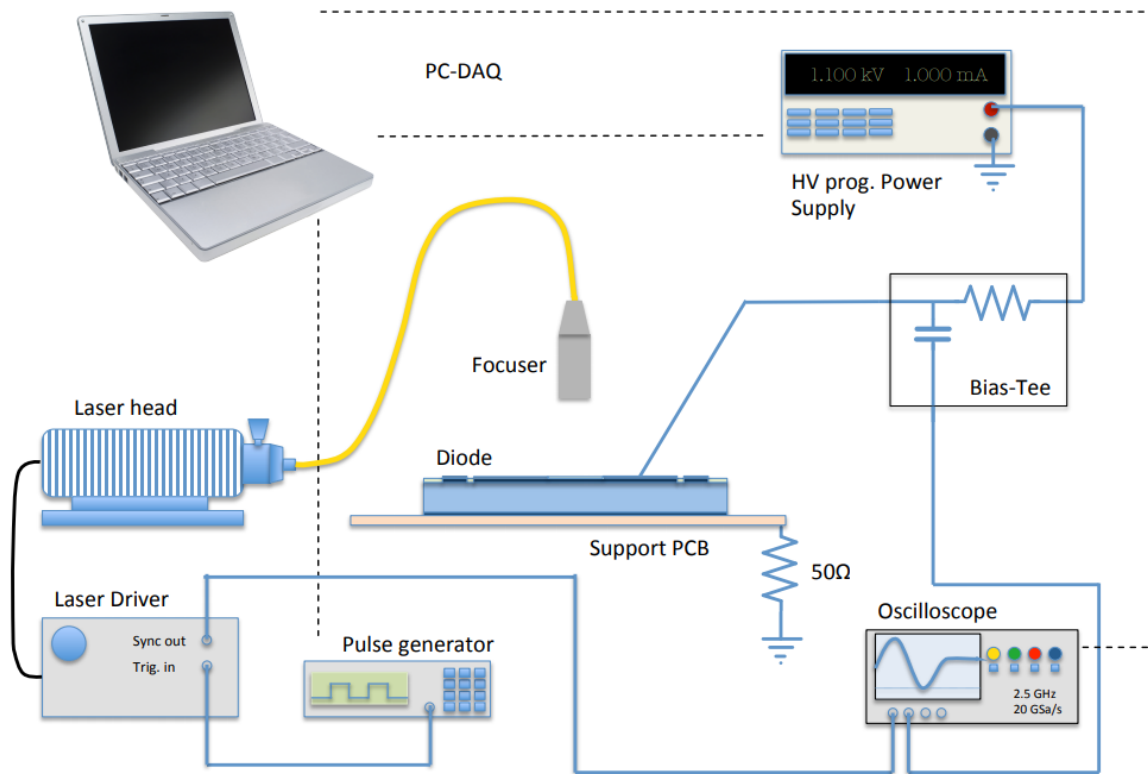 PC-DAQ
1.100 kV 1.000 mA
HV prog. Power
Supply
Focuser
Bias-Tee
Laser head
Diode
Support PCB
50Ω
Laser Driver
Sync out
Trig. in
Pulse generator
Oscilloscope
2.5 GHz
20 GSa/s